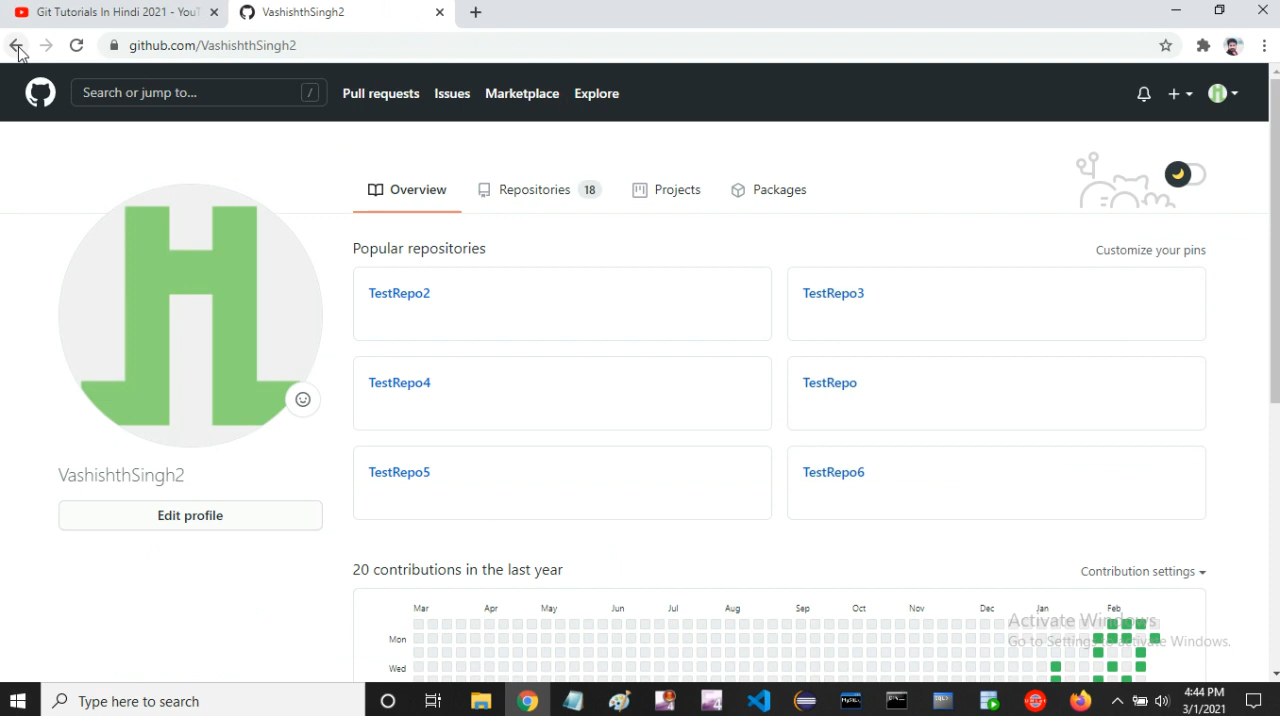 Git Tutorials In Hindi 2021 - YouT
VashishthSingh2
github.com/VashishthSingh2
Search or jump to...
/
Pull requests
Issues
Marketplace
Explore
Overview
Repositories 18
Projects
Packages
Popular repositories
Customize your pins
TestRepo2
TestRepo3
TestRepo4
TestRepo
TestRepo5
TestRepo6
VashishthSingh2
Edit profile
20 contributions in the last year
Contribution settings
Mar Apr May Jun Jul Aug Sep Oct Nov Dec Jan Feb
Mon
Wed
Activate Windows
Go to Settings to activate Windows.
Type here to search
4:44 PM
3/1/2021